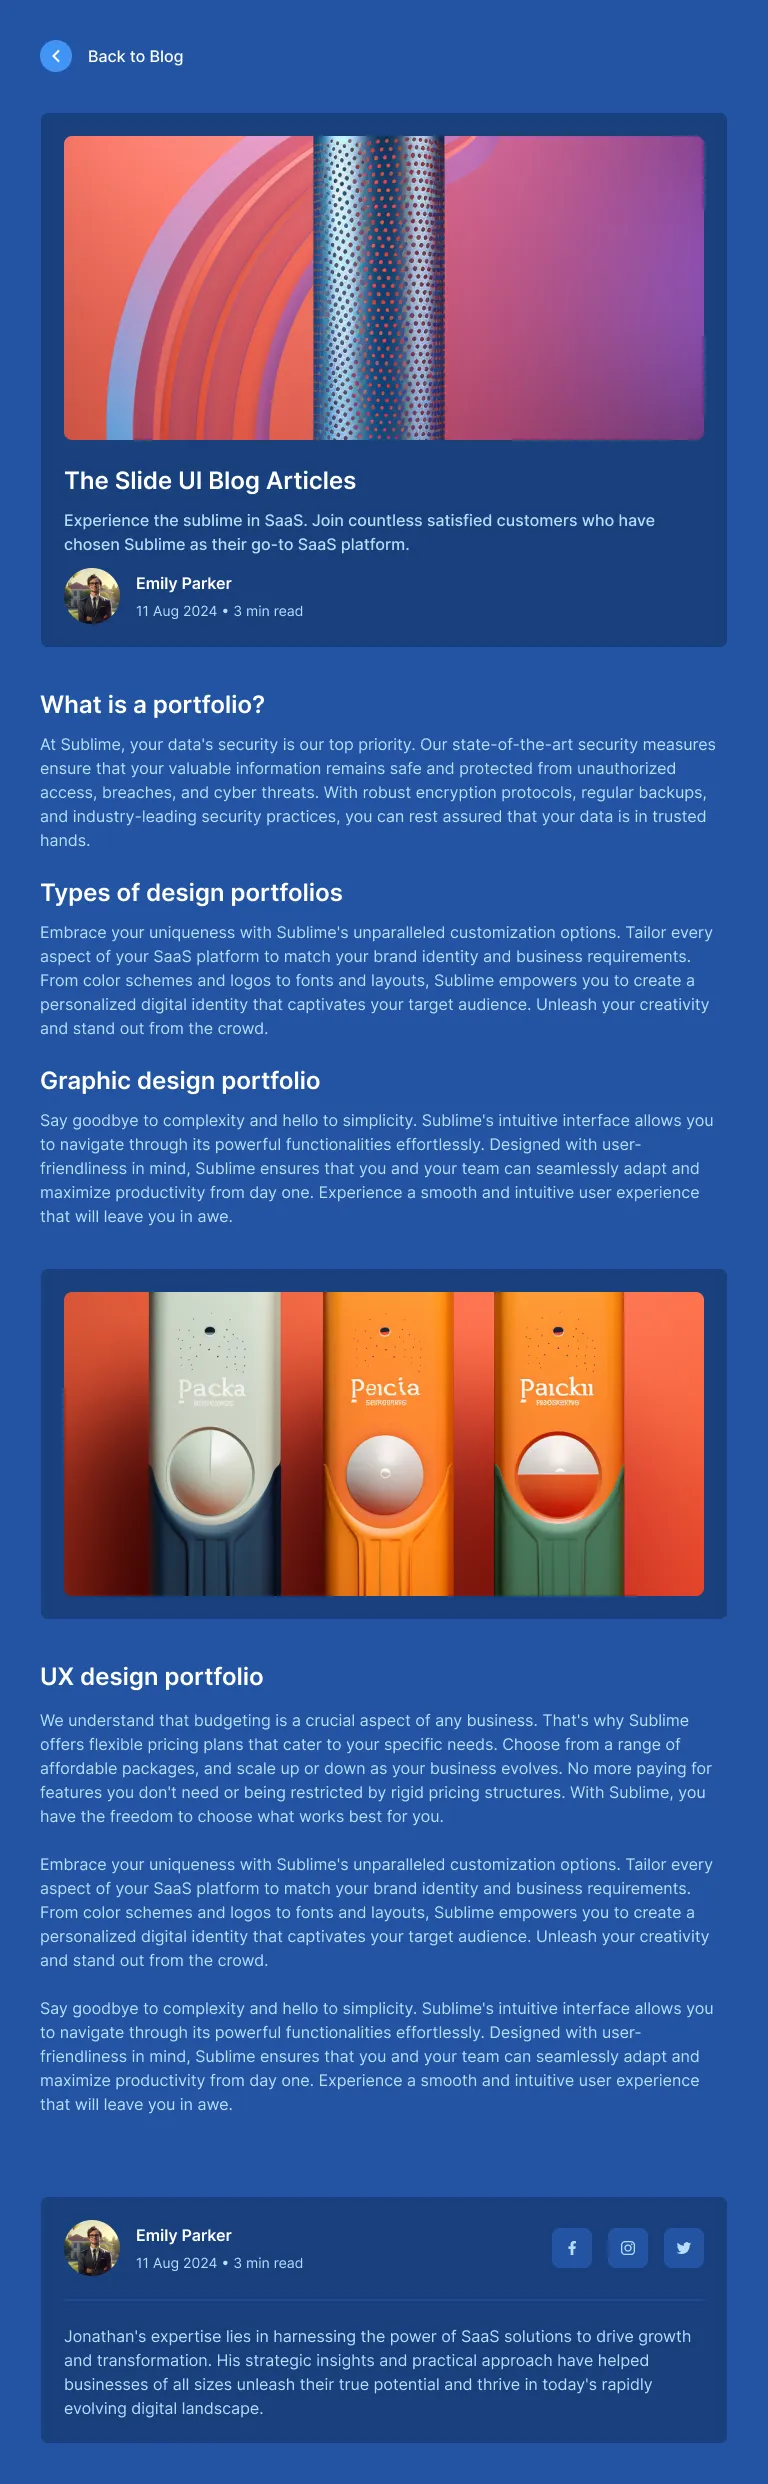 Back to Blog
The Slide UI Blog Articles
Experience the sublime in SaaS. Join countless satisfied customers who have
chosen Sublime as their go-to SaaS platform.
Emily Parker
11 Aug 2024 • 3 min read
What is a portfolio?
At Sublime, your data's security is our top priority. Our state-of-the-art security measures
ensure that your valuable information remains safe and protected from unauthorized
access, breaches, and cyber threats. With robust encryption protocols, regular backups,
and industry-leading security practices, you can rest assured that your data is in trusted
hands.
Types of design portfolios
Embrace your uniqueness with Sublime's unparalleled customization options. Tailor every
aspect of your SaaS platform to match your brand identity and business requirements.
From color schemes and logos to fonts and layouts, Sublime empowers you to create a
personalized digital identity that captivates your target audience. Unleash your creativity
and stand out from the crowd.
Graphic design portfolio
Say goodbye to complexity and hello to simplicity. Sublime's intuitive interface allows you
to navigate through its powerful functionalities effortlessly. Designed with user-
friendliness in mind, Sublime ensures that you and your team can seamlessly adapt and
maximize productivity from day one. Experience a smooth and intuitive user experience
that will leave you in awe.
Packa
UX design portfolio
We understand that budgeting is a crucial aspect of any business. That's why Sublime
offers flexible pricing plans that cater to your specific needs. Choose from a range of
affordable packages, and scale up or down as your business evolves. No more paying for
features you don't need or being restricted by rigid pricing structures. With Sublime, you
have the freedom to choose what works best for you.
Embrace your uniqueness with Sublime's unparalleled customization options. Tailor every
aspect of your SaaS platform to match your brand identity and business requirements.
From color schemes and logos to fonts and layouts, Sublime empowers you to create a
personalized digital identity that captivates your target audience. Unleash your creativity
and stand out from the crowd.
Say goodbye to complexity and hello to simplicity. Sublime's intuitive interface allows you
to navigate through its powerful functionalities effortlessly. Designed with user-
friendliness in mind, Sublime ensures that you and your team can seamlessly adapt and
maximize productivity from day one. Experience a smooth and intuitive user experience
that will leave you in awe.
Emily Parker
11 Aug 2024 • 3 min read
Jonathan's expertise lies in harnessing the power of SaaS solutions to drive growth
and transformation. His strategic insights and practical approach have helped
businesses of all sizes unleash their true potential and thrive in today's rapidly
evolving digital landscape.